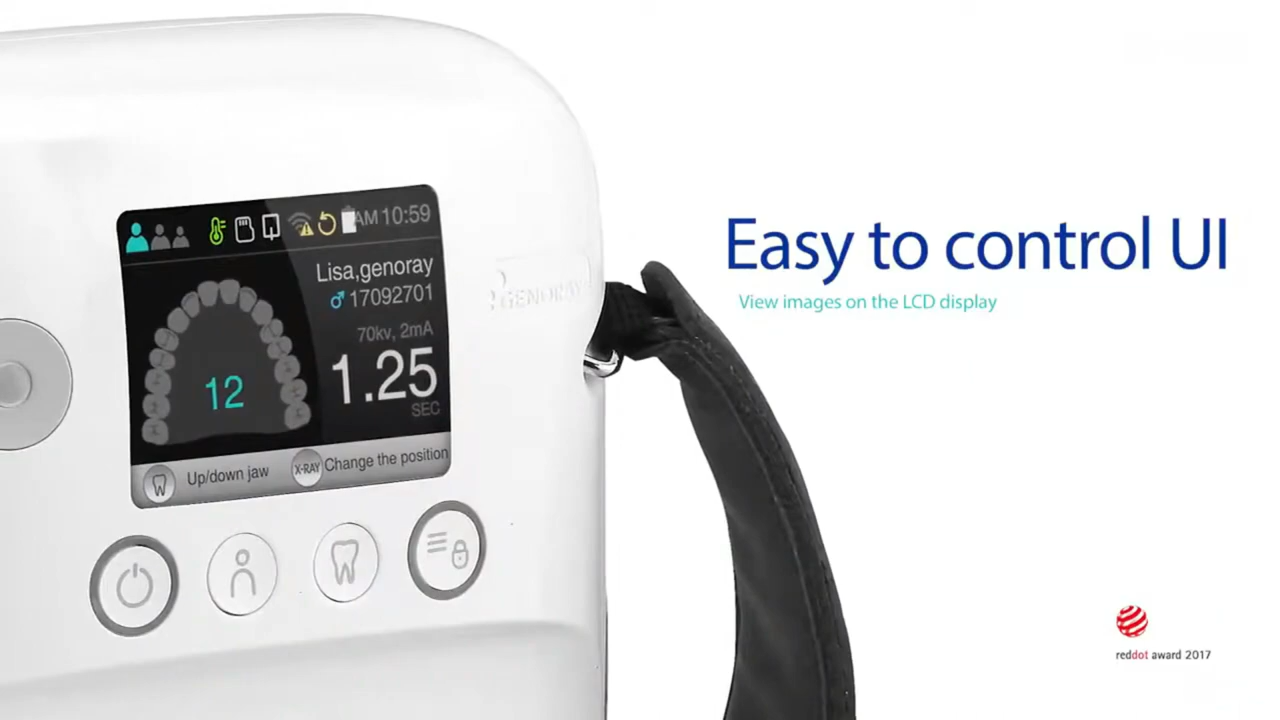 AM 10:59
Lisa,genoray
♂ 17092701
70kv, 2mA
1.25
SEC
12
Up/down jaw
X-RAY Change the position
GENORAY
Easy to control UI
View images on the LCD display
reddot award 2017